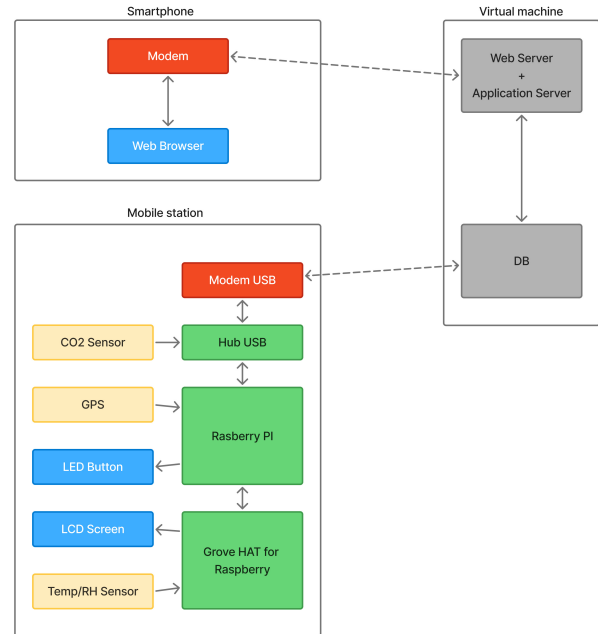 Smartphone
Virtual machine
Modem
Web Server
+
Application Server
Web Browser
Mobile station
DB
Modem USB
CO2 Sensor
Hub USB
GPS
Rasberry PI
LED Button
LCD Screen
Grove HAT for
Raspberry
Temp/RH Sensor